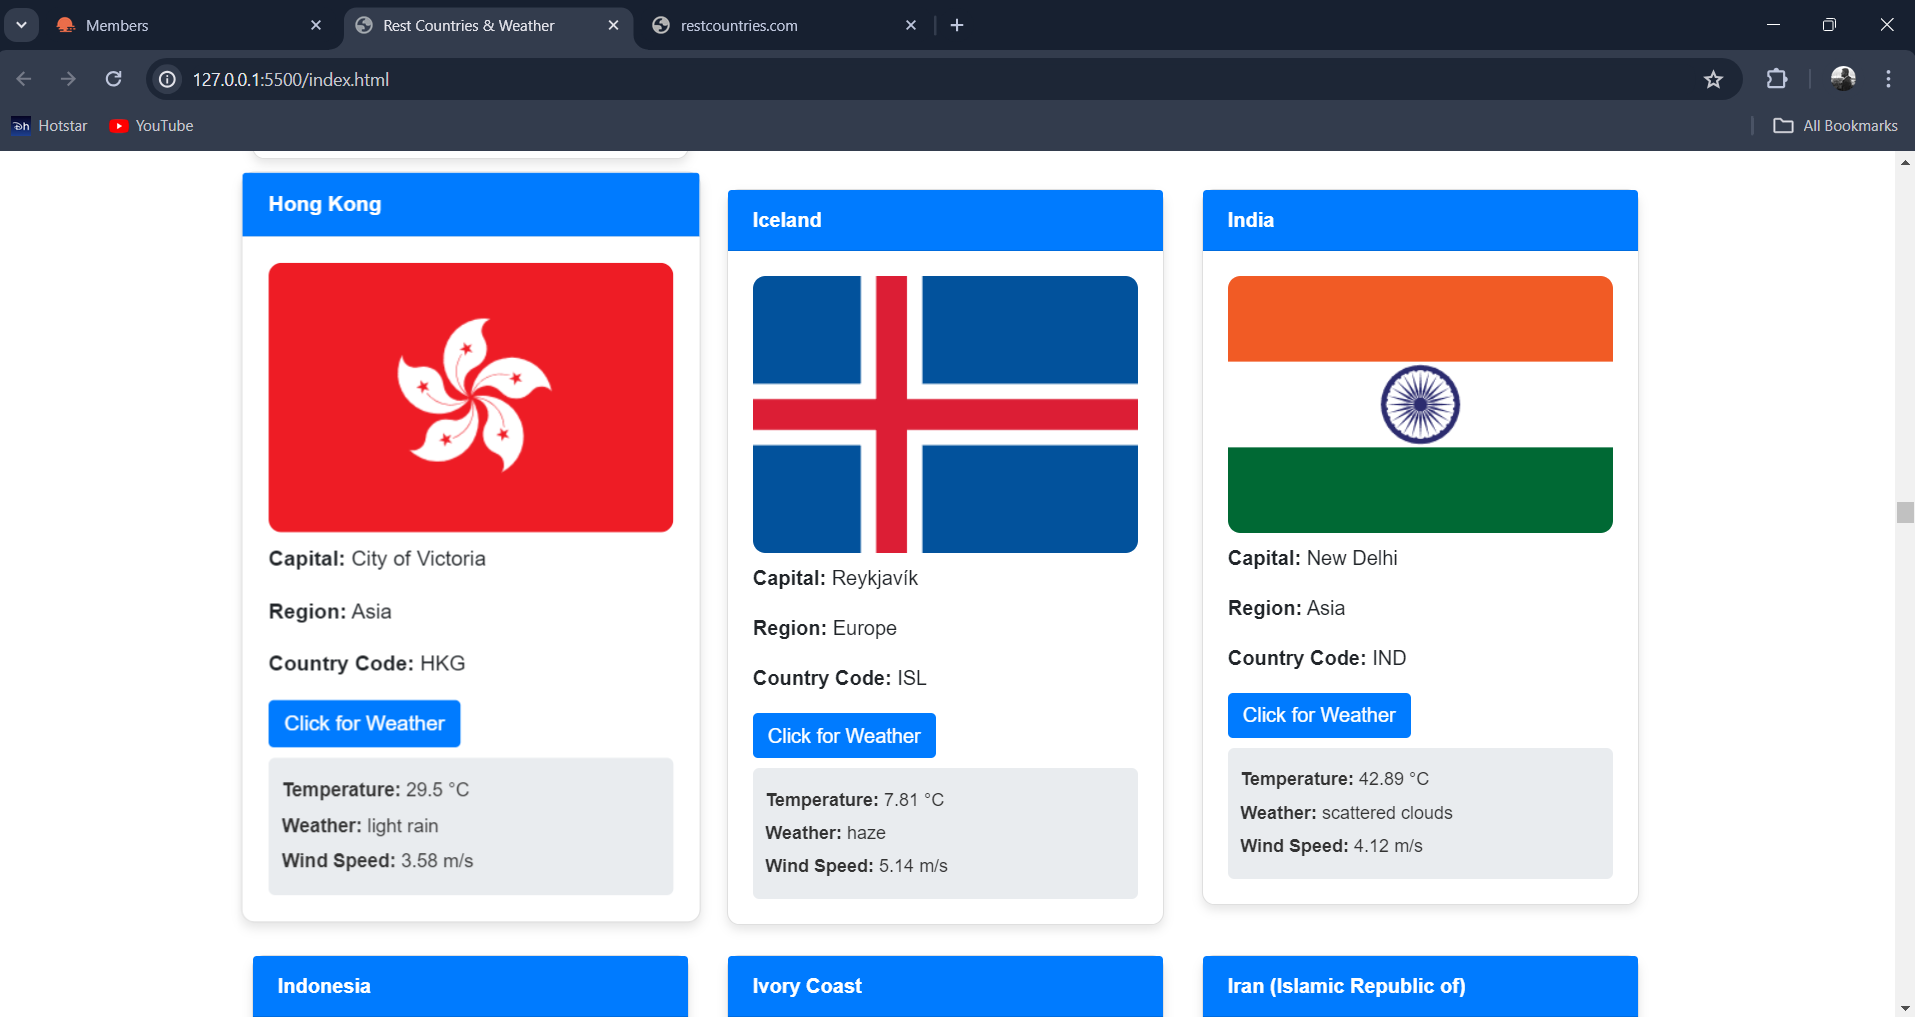 Members
Rest Countries & Weather
restcountries.com
127.0.0.1:5500/index.html
Hotstar
YouTube
All Bookmarks
Hong Kong
Capital: City of Victoria
Region: Asia
Country Code: HKG
Click for Weather
Temperature: 29.5 °C
Weather: light rain
Wind Speed: 3.58 m/s
Iceland
Capital: Reykjavík
Region: Europe
Country Code: ISL
Click for Weather
Temperature: 7.81 °C
Weather: haze
Wind Speed: 5.14 m/s
India
Capital: New Delhi
Region: Asia
Country Code: IND
Click for Weather
Temperature: 42.89 °C
Weather: scattered clouds
Wind Speed: 4.12 m/s
Indonesia
Ivory Coast
Iran (Islamic Republic of)